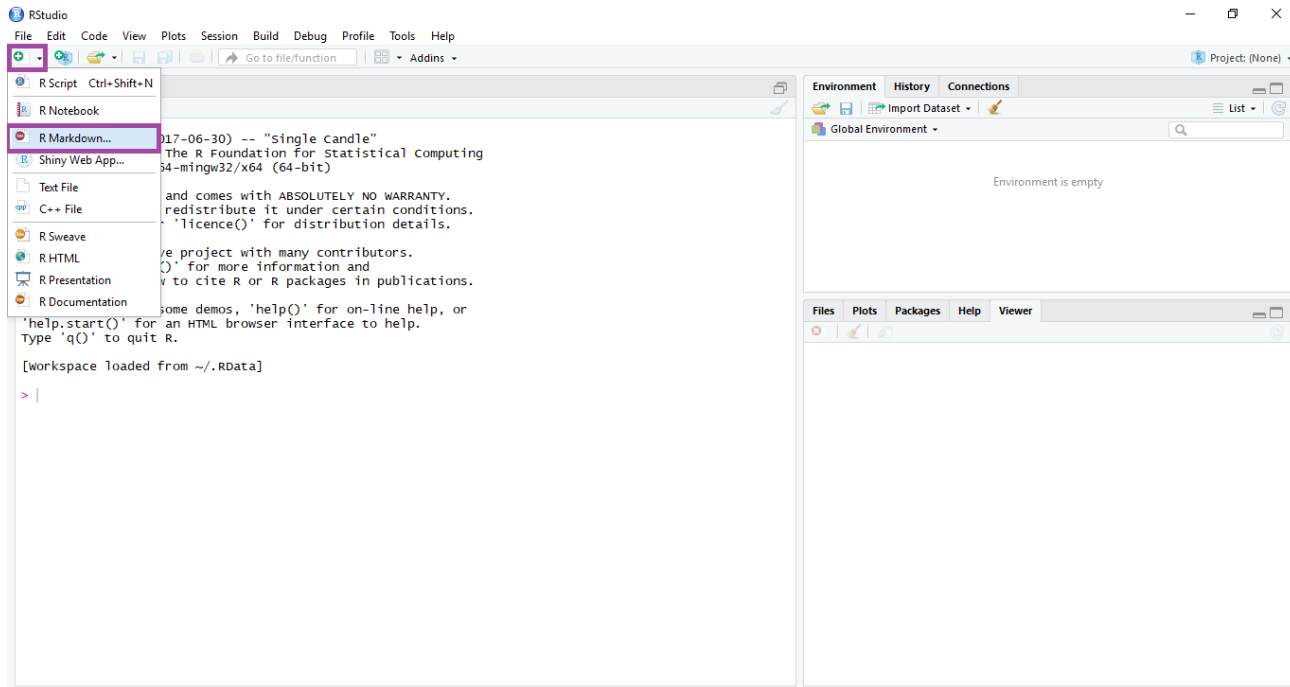 RStudio
File Edit Code View Plots Session Build Debug Profile Tools Help
Go to file/function Addins Project: (None)
R Script Ctrl+Shift+N
R Notebook
R Markdown...
Shiny Web App...
Text File
C++ File
R Sweave
R HTML
R Presentation
R Documentation
017-06-30) -- "Single Candle"
The R Foundation for Statistical Computing
64-mingw32/x64 (64-bit)
and comes with ABSOLUTELY NO WARRANTY.
redistribute it under certain conditions.
'licence()' for distribution details.
project with many contributors.
()' for more information and
to cite R or R packages in publications.
some demos, 'help()' for on-line help, or
'help.start()' for an HTML browser interface to help.
Type 'q()' to quit R.
[Workspace loaded from ~/.RData]
>
Environment History Connections
Import Dataset List
Global Environment
Environment is empty
Files Plots Packages Help Viewer